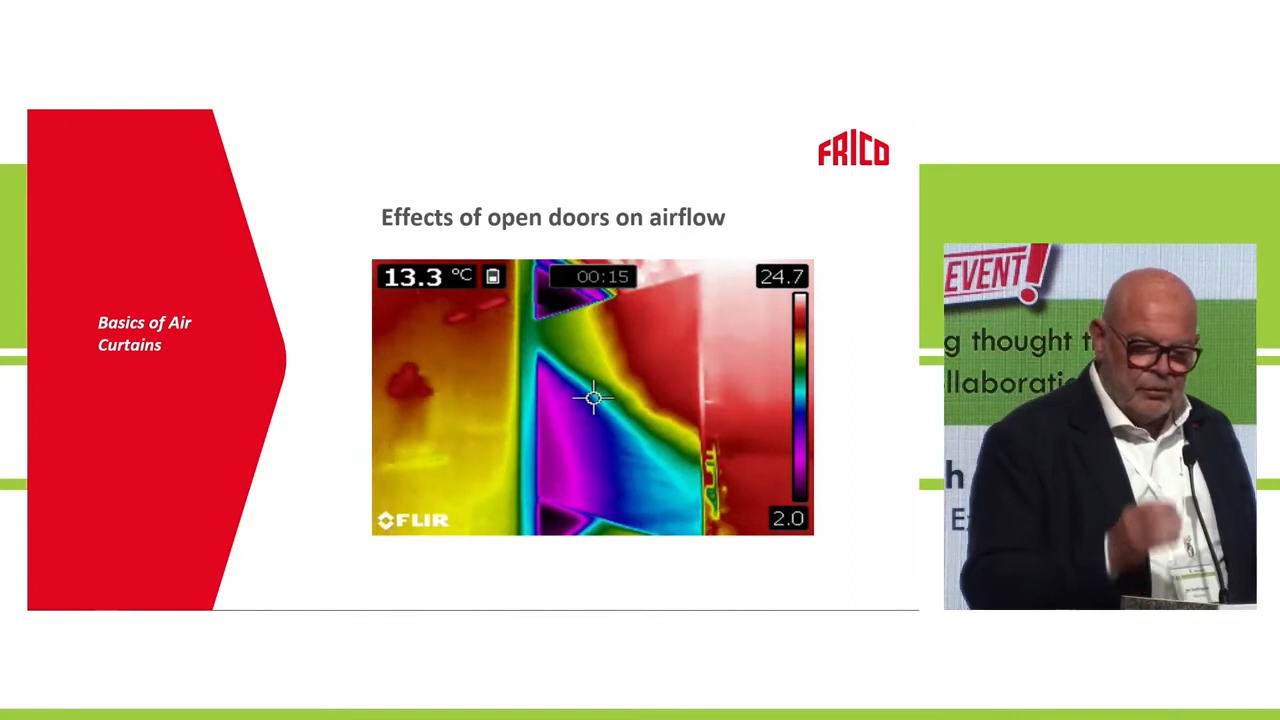 FRICO
Effects of open doors on airflow
Basics of Air
Curtains
13.3 °C
00:15
24.7
2.0
FLIR
EVENT!
g thought t
llaborati
h
E